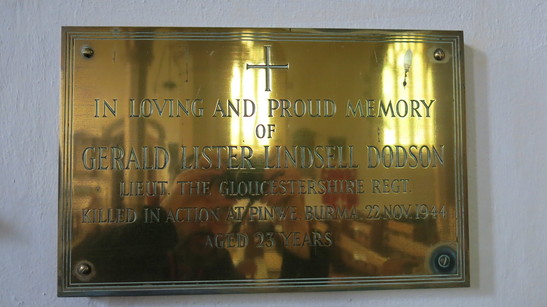 IN LOVING AND PROUD MEMORY
OF
GERALD LISTER LINDSELL DODSON
LIEUT. THE GLOUCESTERSHIRE REGT.
KILLED IN ACTION AT PINWE BURMA, 22 NOV. 1944
AGED 23 YEARS